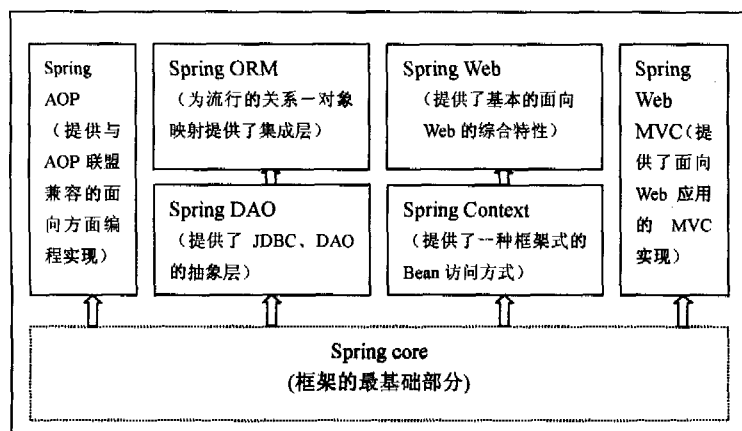 Spring
AOP
（提供与
AOP 联盟
兼容的面
向方面编
程实现）
Spring ORM
（为流行的关系一对象
映射提供了集成层）
Spring Web
（提供了基本的面向
Web的综合特性）
Spring
Web
MVC(提
供了面向
Web 应用
的 MVC
实现）
Spring DAO
（提供了 JDBC、DAO
的抽象层）
Spring Context
（提供了一种框架式的
Bean 访问方式）
Spring core
(框架的最基础部分)